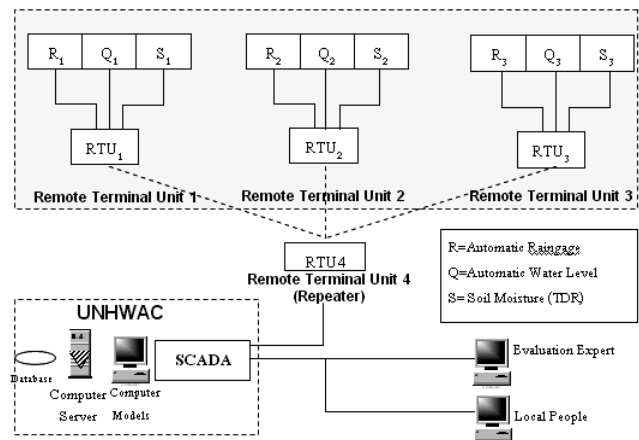 R1 Q1 S1 R2 Q2 S2 R3 Q3 S3
RTU1 RTU2 RTU3
Remote Terminal Unit 1 Remote Terminal Unit 2 Remote Terminal Unit 3
RTU4
Remote Terminal Unit 4
(Repeater)
R=Automatic Raingage
Q=Automatic Water Level
S= Soil Moisture (TDR)
UNHWAC
SCADA
Database
Computer
Server
Computer
Models
Evaluation Expert
Local People